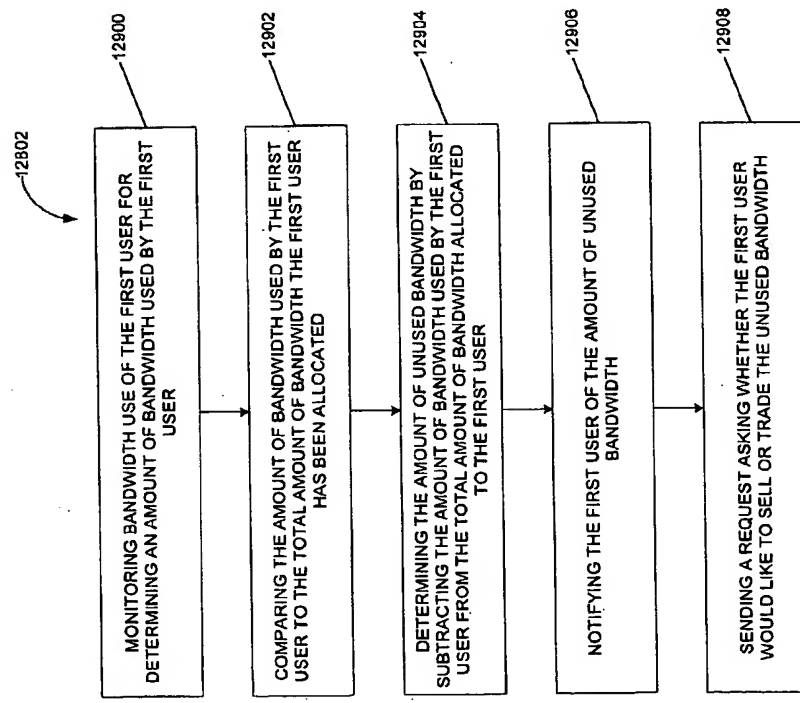 12802
MONITORING BANDWIDTH USE OF THE FIRST USER FOR
DETERMINING AN AMOUNT OF BANDWIDTH USED BY THE FIRST
USER
12900
COMPARING THE AMOUNT OF BANDWIDTH USED BY THE FIRST
USER TO THE TOTAL AMOUNT OF BANDWIDTH THE FIRST USER
HAS BEEN ALLOCATED
12902
DETERMINING THE AMOUNT OF UNUSED BANDWIDTH BY
SUBTRACTING THE AMOUNT OF BANDWIDTH USED BY THE FIRST
USER FROM THE TOTAL AMOUNT OF BANDWIDTH ALLOCATED
TO THE FIRST USER
12904
NOTIFYING THE FIRST USER OF THE AMOUNT OF UNUSED
BANDWIDTH
12906
SENDING A REQUEST ASKING WHETHER THE FIRST USER
WOULD LIKE TO SELL OR TRADE THE UNUSED BANDWIDTH
12908